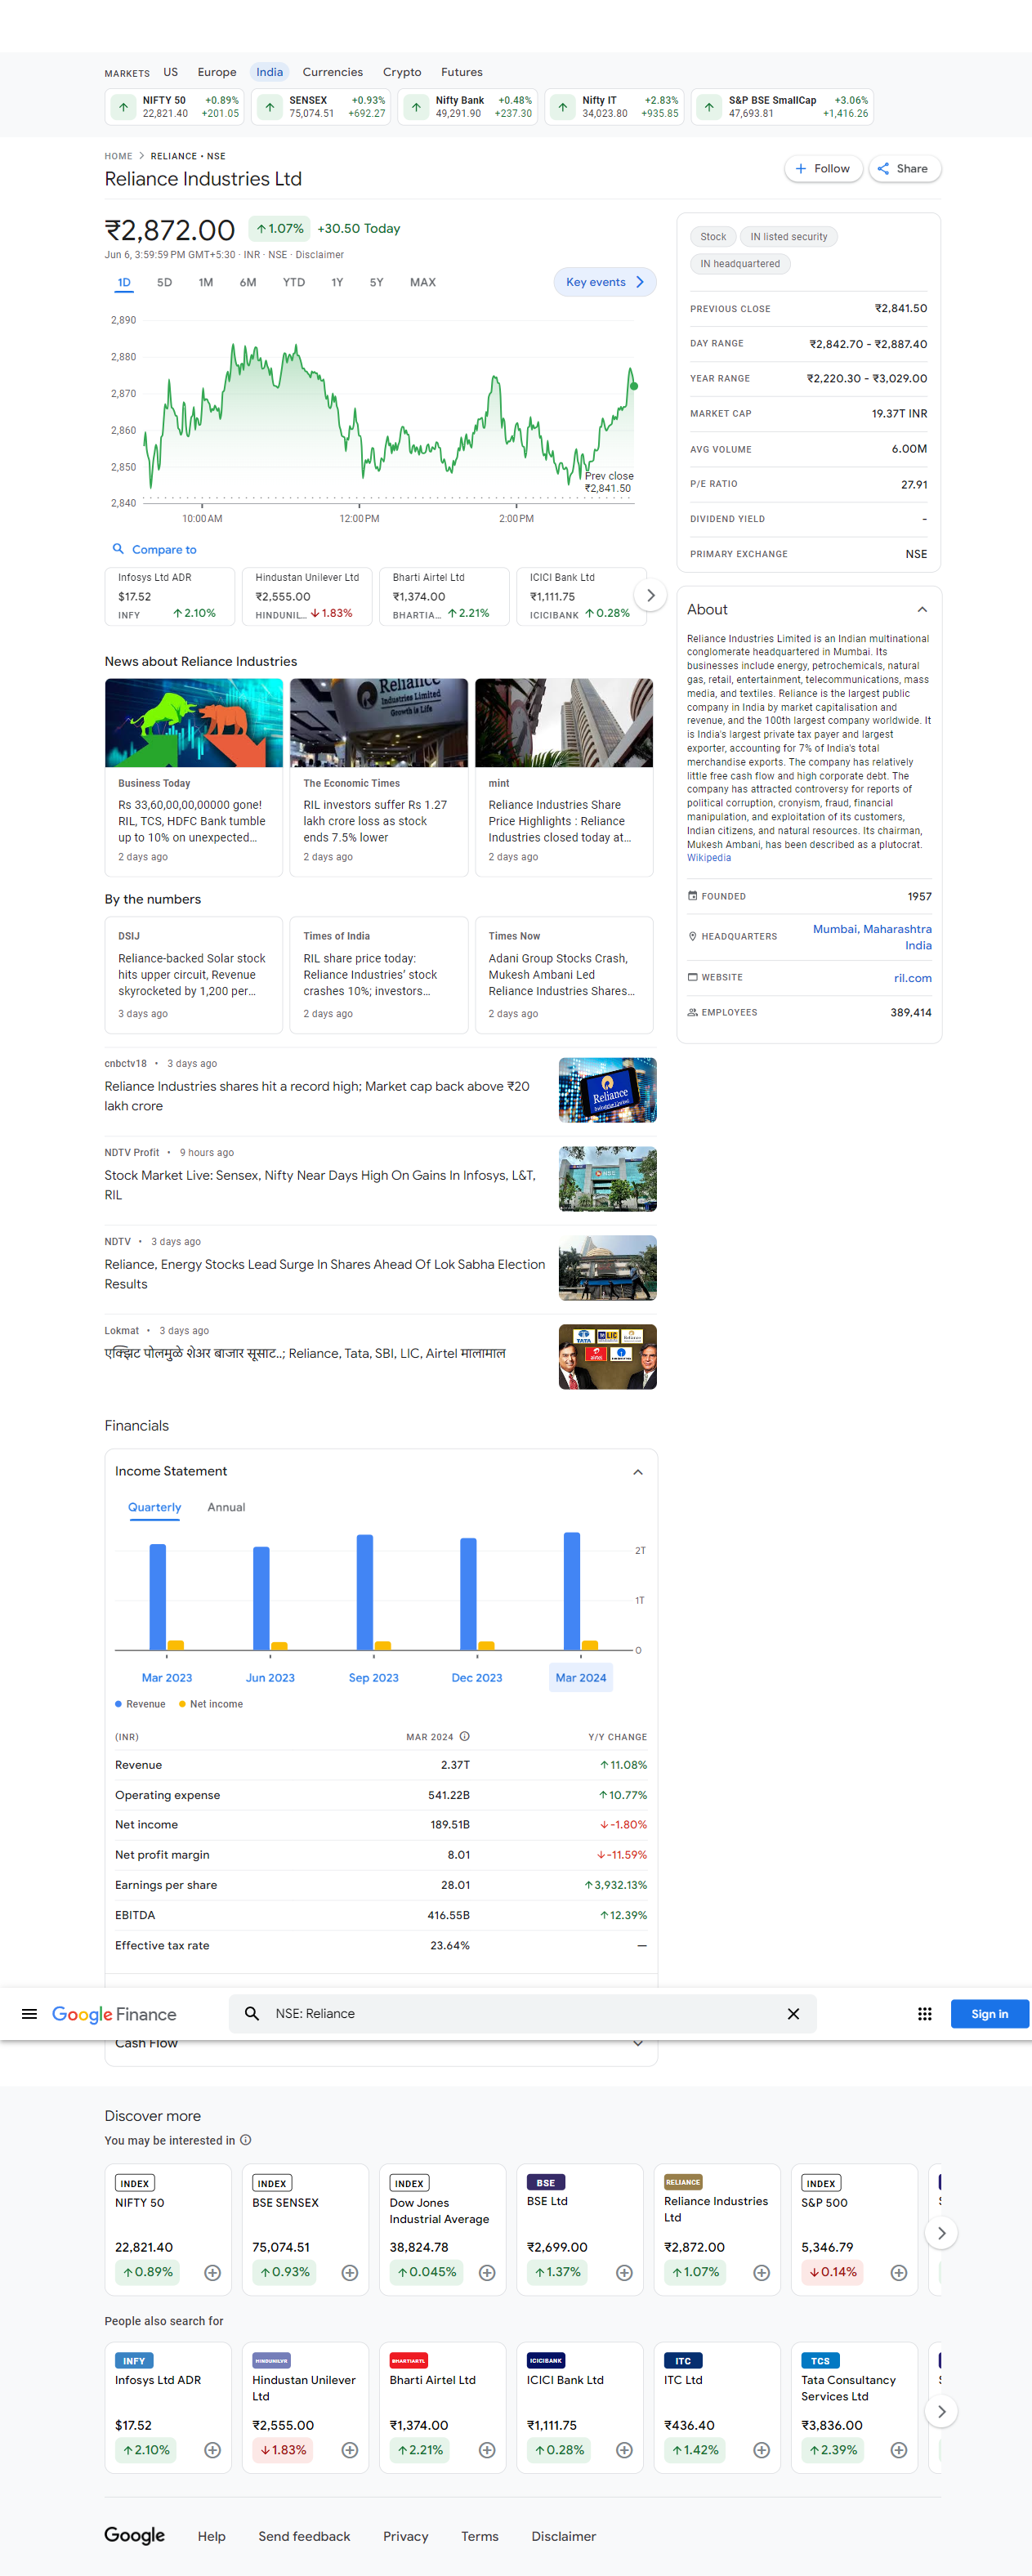 MARKETS US Europe India Currencies Crypto Futures
NIFTY 50 +0.89%
22,821.40 +201.05
SENSEX +0.93%
75,074.51 +692.27
Nifty Bank +0.48%
49,291.90 +237.30
Nifty IT +2.83%
34,023.80 +935.85
S&P BSE SmallCap +3.06%
47,693.81 +1,416.26
HOME RELIANCE • NSE
Reliance Industries Ltd
Follow
Share
₹2,872.00 1.07% +30.50 Today
Jun 6, 3:59:59 PM GMT+5:30 · INR · NSE · Disclaimer
1D 5D 1M 6M YTD 1Y 5Y MAX
Key events
2,890
2,880
2,870
2,860
2,850
2,840
Prev close
₹2,841.50
10:00 AM 12:00 PM 2:00 PM
Compare to
Infosys Ltd ADR
$17.52
INFY 2.10%
Hindustan Unilever Ltd
₹2,555.00
HINDUNIL... 1.83%
Bharti Airtel Ltd
₹1,374.00
BHARTIA... 2.21%
ICICI Bank Ltd
₹1,111.75
ICICIBANK 0.28%
Stock
IN listed security
IN headquartered
PREVIOUS CLOSE ₹2,841.50
DAY RANGE ₹2,842.70 - ₹2,887.40
YEAR RANGE ₹2,220.30 - ₹3,029.00
MARKET CAP 19.37T INR
AVG VOLUME 6.00M
P/E RATIO 27.91
DIVIDEND YIELD -
PRIMARY EXCHANGE NSE
About
Reliance Industries Limited is an Indian multinational
conglomerate headquartered in Mumbai. Its
businesses include energy, petrochemicals, natural
gas, retail, entertainment, telecommunications, mass
media, and textiles. Reliance is the largest public
company in India by market capitalisation and
revenue, and the 100th largest company worldwide. It
is India's largest private tax payer and largest
exporter, accounting for 7% of India's total
merchandise exports. The company has relatively
little free cash flow and high corporate debt. The
company has attracted controversy for reports of
political corruption, cronyism, fraud, financial
manipulation, and exploitation of its customers,
Indian citizens, and natural resources. Its chairman,
Mukesh Ambani, has been described as a plutocrat.
Wikipedia
FOUNDED 1957
HEADQUARTERS Mumbai, Maharashtra
India
WEBSITE ril.com
EMPLOYEES 389,414
News about Reliance Industries
Reliance
Industries Limited
Growth is Life
Business Today
Rs 33,60,00,00,00000 gone!
RIL, TCS, HDFC Bank tumble
up to 10% on unexpected...
2 days ago
The Economic Times
RIL investors suffer Rs 1.27
lakh crore loss as stock
ends 7.5% lower
2 days ago
mint
Reliance Industries Share
Price Highlights : Reliance
Industries closed today at...
2 days ago
By the numbers
DSIJ
Reliance-backed Solar stock
hits upper circuit, Revenue
skyrocketed by 1,200 per...
3 days ago
Times of India
RIL share price today:
Reliance Industries' stock
crashes 10%; investors...
2 days ago
Times Now
Adani Group Stocks Crash,
Mukesh Ambani Led
Reliance Industries Shares...
2 days ago
cnbctv18 • 3 days ago
Reliance Industries shares hit a record high; Market cap back above ₹20
lakh crore
Reliance
Industries Limited
NDTV Profit • 9 hours ago
Stock Market Live: Sensex, Nifty Near Days High On Gains In Infosys, L&T,
RIL
NDTV • 3 days ago
Reliance, Energy Stocks Lead Surge In Shares Ahead Of Lok Sabha Election
Results
Lokmat • 3 days ago
एक्झिट पोलमुळे शेअर बाजार सूसाट..; Reliance, Tata, SBI, LIC, Airtel मालामाल
TATA LIC Reliance
airtel
Financials
Income Statement
Quarterly Annual
2T
1T
0
Mar 2023 Jun 2023 Sep 2023 Dec 2023 Mar 2024
Revenue Net income
(INR) MAR 2024 Y/Y CHANGE
Revenue 2.37T 11.08%
Operating expense 541.22B 10.77%
Net income 189.51B -1.80%
Net profit margin 8.01 -11.59%
Earnings per share 28.01 3,932.13%
EBITDA 416.55B 12.39%
Effective tax rate 23.64% —
Google Finance
NSE: Reliance
Sign in
Cash Flow
Discover more
You may be interested in
INDEX
NIFTY 50
22,821.40
0.89%
INDEX
BSE SENSEX
75,074.51
0.93%
INDEX
Dow Jones
Industrial Average
38,824.78
0.045%
BSE
BSE Ltd
₹2,699.00
1.37%
RELIANCE
Reliance Industries
Ltd
₹2,872.00
1.07%
INDEX
S&P 500
5,346.79
0.14%
People also search for
INFY
Infosys Ltd ADR
$17.52
2.10%
HINDUNILVR
Hindustan Unilever
Ltd
₹2,555.00
1.83%
BHARTIARTL
Bharti Airtel Ltd
₹1,374.00
2.21%
ICICIBANK
ICICI Bank Ltd
₹1,111.75
0.28%
ITC
ITC Ltd
₹436.40
1.42%
TCS
Tata Consultancy
Services Ltd
₹3,836.00
2.39%
Google Help Send feedback Privacy Terms Disclaimer